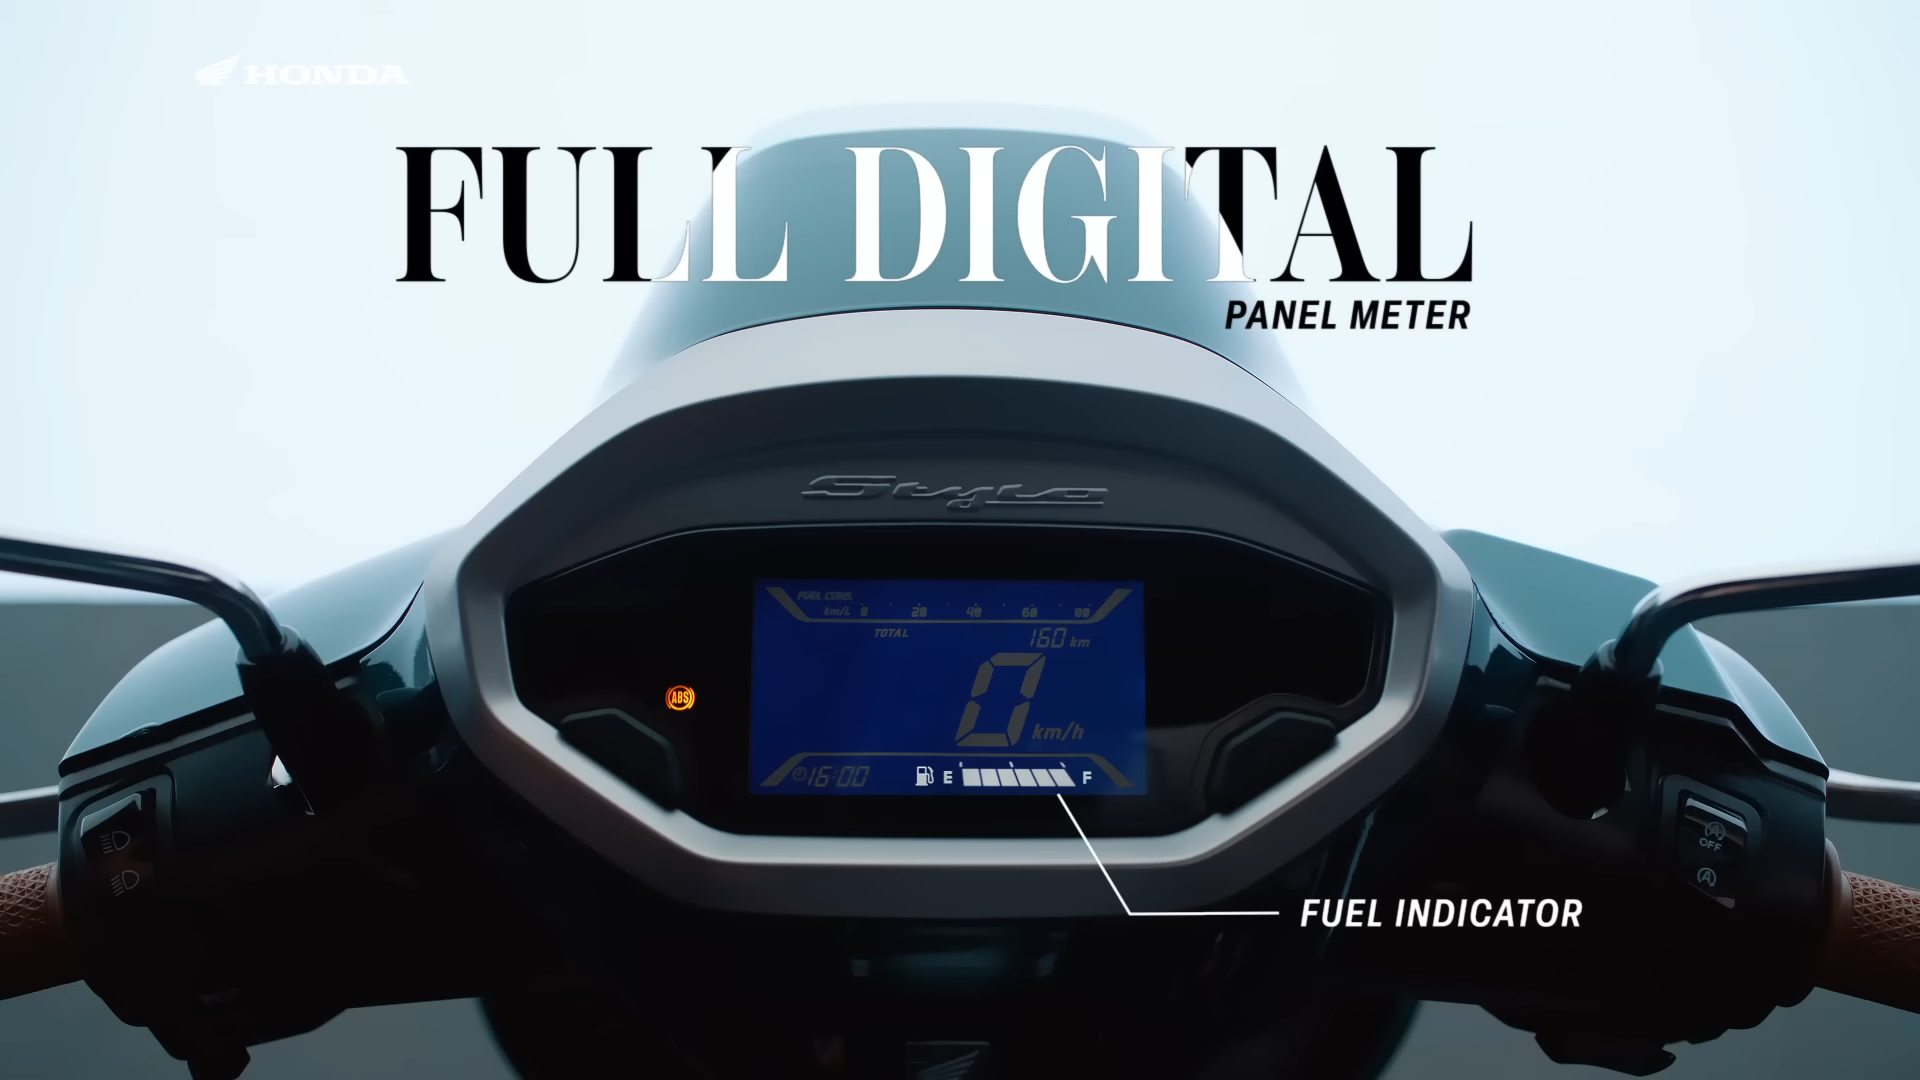 HONDA
FULL DIGITAL
PANEL METER
Stylo
FUEL CONS.
km/L 0 20 40 60 80
TOTAL 160 km
ABS
0 km/h
16:00 E F
A
OFF
A
FUEL INDICATOR